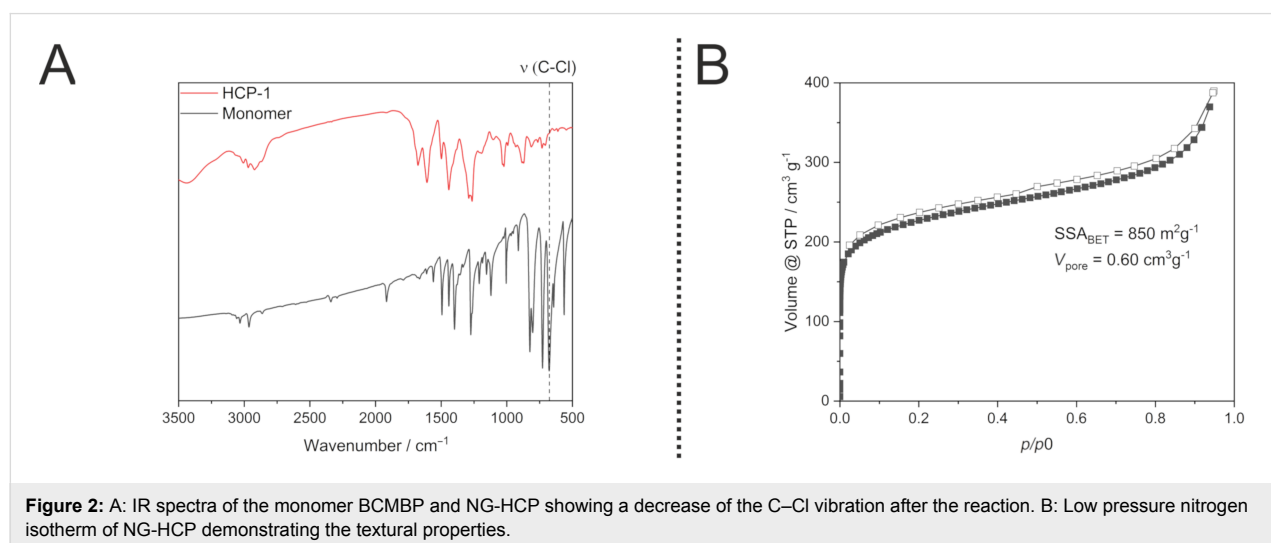 A
ν (C-Cl)
HCP-1
Monomer
3500 3000 2500 2000 1500 1000 500
Wavenumber / cm⁻¹
B
400
300
200
100
0
Volume @ STP / cm³ g⁻¹
SSA_BET = 850 m²g⁻¹
V_pore = 0.60 cm³g⁻¹
0.0 0.2 0.4 0.6 0.8 1.0
p/p0
Figure 2: A: IR spectra of the monomer BCMBP and NG-HCP showing a decrease of the C–Cl vibration after the reaction. B: Low pressure nitrogen
isotherm of NG-HCP demonstrating the textural properties.